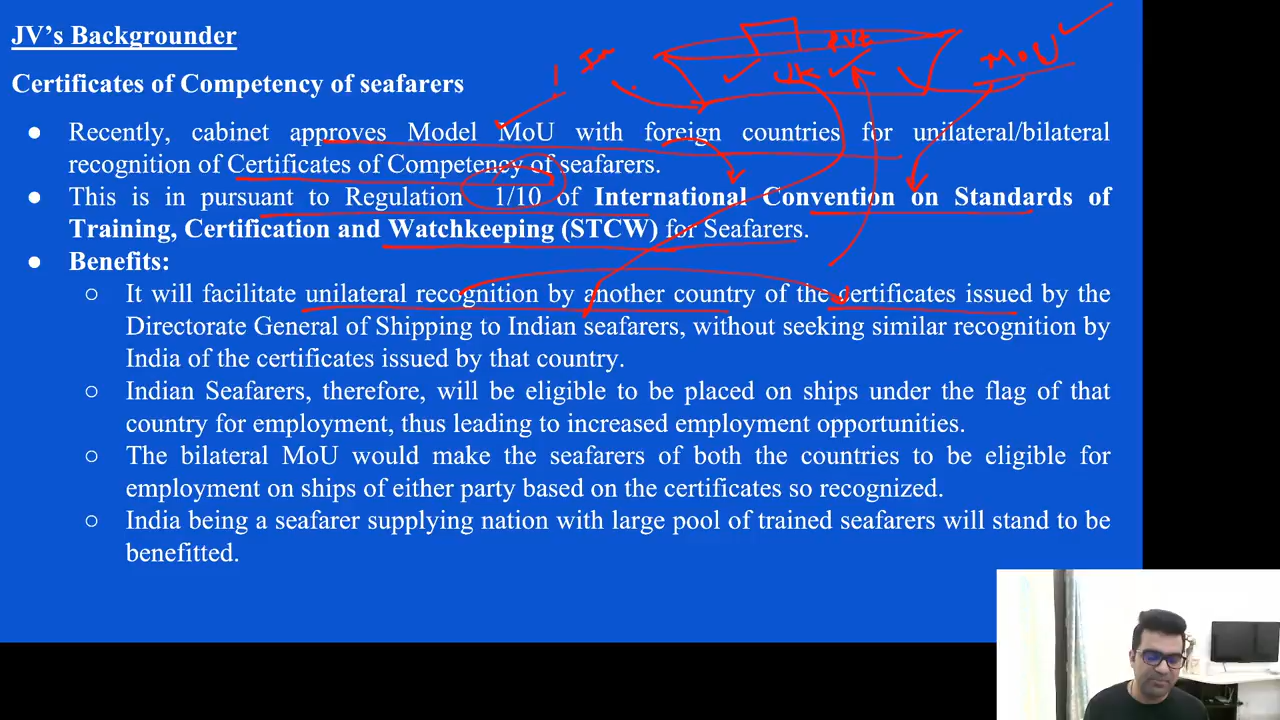 JV's Backgrounder
Certificates of Competency of seafarers
● Recently, cabinet approves Model MoU with foreign countries for unilateral/bilateral
recognition of Certificates of Competency of seafarers.
● This is in pursuant to Regulation 1/10 of International Convention on Standards of
Training, Certification and Watchkeeping (STCW) for Seafarers.
● Benefits:
○ It will facilitate unilateral recognition by another country of the certificates issued by the
Directorate General of Shipping to Indian seafarers, without seeking similar recognition by
India of the certificates issued by that country.
○ Indian Seafarers, therefore, will be eligible to be placed on ships under the flag of that
country for employment, thus leading to increased employment opportunities.
○ The bilateral MoU would make the seafarers of both the countries to be eligible for
employment on ships of either party based on the certificates so recognized.
○ India being a seafarer supplying nation with large pool of trained seafarers will stand to be
benefitted.
MoU
UK